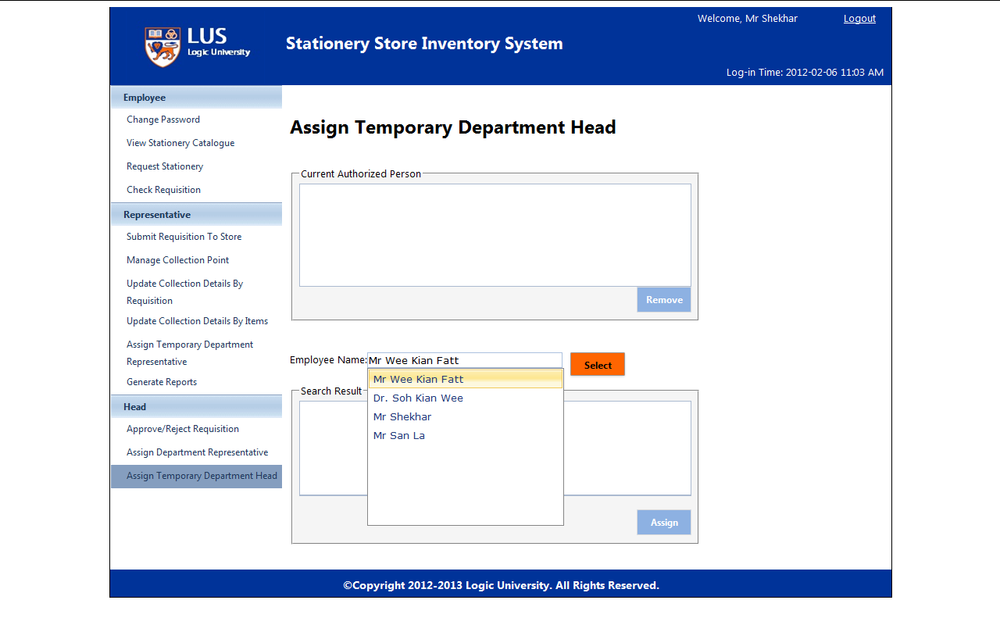 Welcome, Mr Shekhar
Logout
LUS
Logic University
Stationery Store Inventory System
Log-in Time: 2012-02-06 11:03 AM
Employee
Change Password
View Stationery Catalogue
Request Stationery
Check Requisition
Representative
Submit Requisition To Store
Manage Collection Point
Update Collection Details By
Requisition
Update Collection Details By Items
Assign Temporary Department
Representative
Generate Reports
Head
Approve/Reject Requisition
Assign Department Representative
Assign Temporary Department Head
Assign Temporary Department Head
Current Authorized Person
Remove
Employee Name:
Mr Wee Kian Fatt
Select
Mr Wee Kian Fatt
Dr. Soh Kian Wee
Mr Shekhar
Mr San La
Search Result
Assign
©Copyright 2012-2013 Logic University. All Rights Reserved.